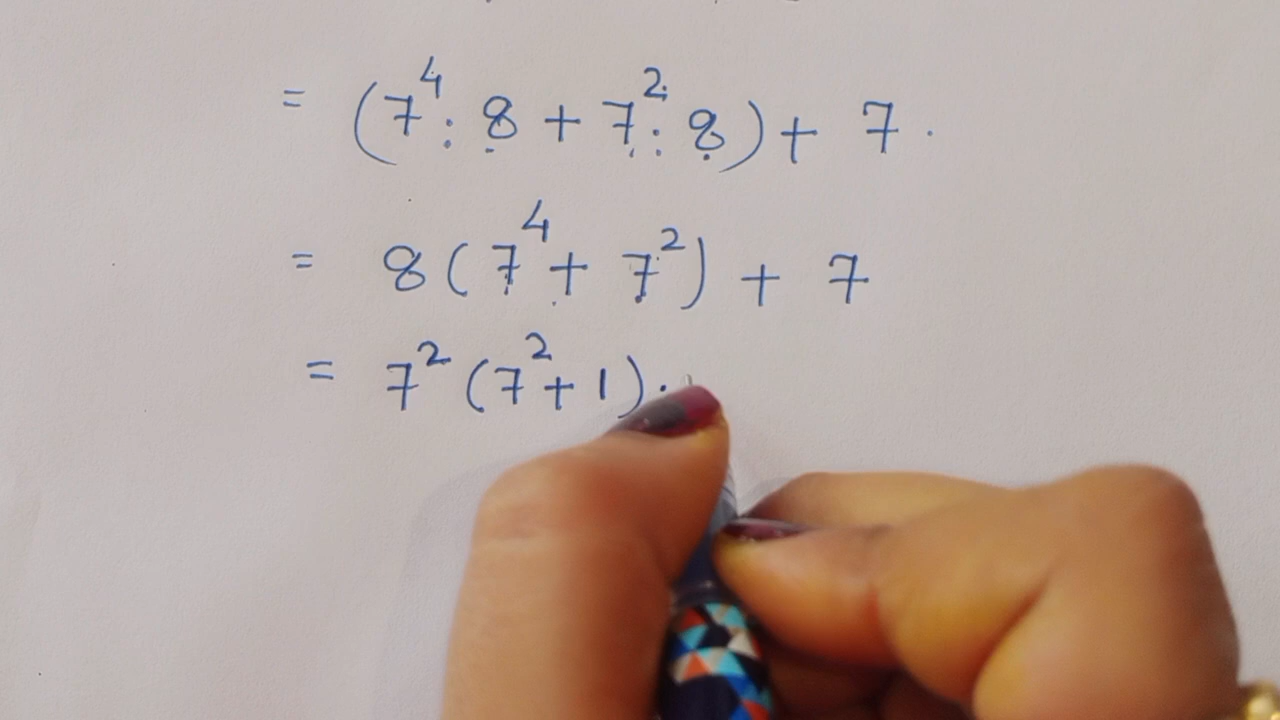 = (7⁴ : 8 + 7² : 8) + 7 .
= 8 (7⁴ + 7²) + 7
= 7² (7² + 1) .